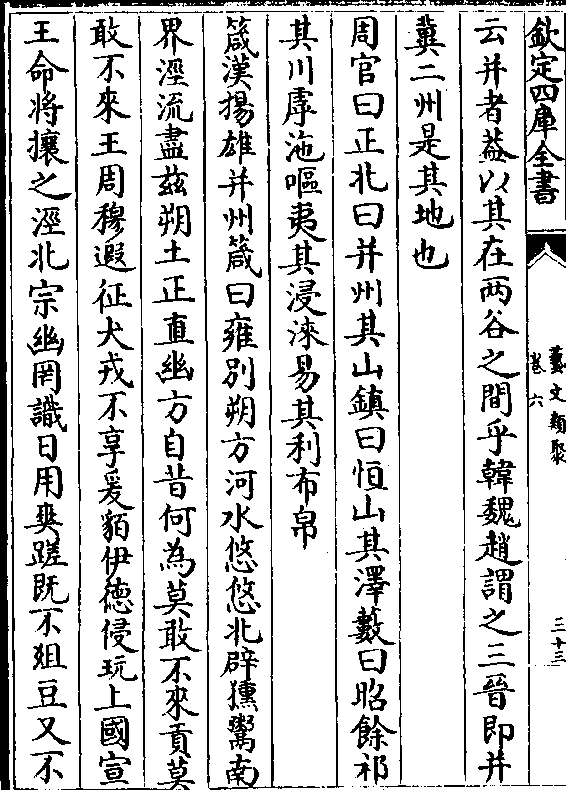 欽定四庫全書
藝文類聚
卷六
三十三
云并者葢以其在两谷之間乎韓魏趙謂之三晉即并
冀二州是其地也
周官曰正北曰并州其山鎮曰恒山其澤藪曰昭餘祁
其川虖池嘔夷其浸淶易其利布帛
箴漢揚雄并州箴曰雍别朔方河水悠悠北辟獯鬻南
界涇流盡兹朔土正直幽方自昔何為莫敢不來貢莫
敢不來王周穆遐征犬戎不享爰貊伊德侵玩上國宣
王命将攘之涇北宗幽罔識日用爽蹉既不爼豆又不